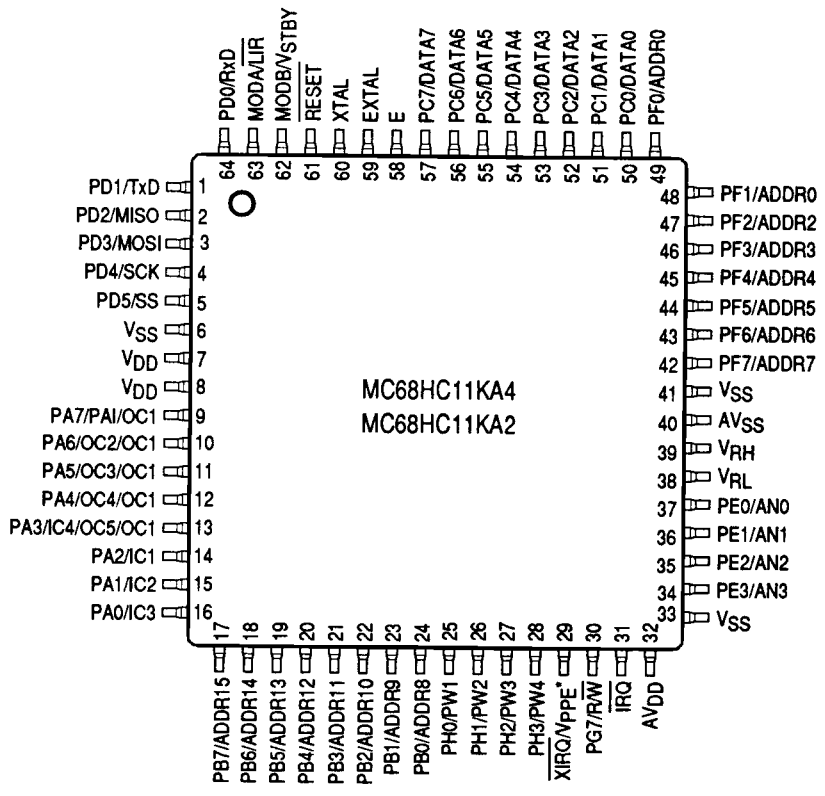 PD0/RxD
MODA/LIR
MODB/VSTBY
RESET
XTAL
EXTAL
E
PC7/DATA7
PC6/DATA6
PC5/DATA5
PC4/DATA4
PC3/DATA3
PC2/DATA2
PC1/DATA1
PC0/DATA0
PF0/ADDR0
64 63 62 61 60 59 58 57 56 55 54 53 52 51 50 49
PD1/TxD 1
PD2/MISO 2
PD3/MOSI 3
PD4/SCK 4
PD5/SS 5
VSS 6
VDD 7
VDD 8
PA7/PAI/OC1 9
PA6/OC2/OC1 10
PA5/OC3/OC1 11
PA4/OC4/OC1 12
PA3/IC4/OC5/OC1 13
PA2/IC1 14
PA1/IC2 15
PA0/IC3 16
MC68HC11KA4
MC68HC11KA2
48 PF1/ADDR0
47 PF2/ADDR2
46 PF3/ADDR3
45 PF4/ADDR4
44 PF5/ADDR5
43 PF6/ADDR6
42 PF7/ADDR7
41 VSS
40 AVSS
39 VRH
38 VRL
37 PE0/AN0
36 PE1/AN1
35 PE2/AN2
34 PE3/AN3
33 VSS
17 18 19 20 21 22 23 24 25 26 27 28 29 30 31 32
PB7/ADDR15
PB6/ADDR14
PB5/ADDR13
PB4/ADDR12
PB3/ADDR11
PB2/ADDR10
PB1/ADDR9
PB0/ADDR8
PH0/PW1
PH1/PW2
PH2/PW3
PH3/PW4
XIRQ/VPPE*
PG7/R/W
IRQ
AVDD